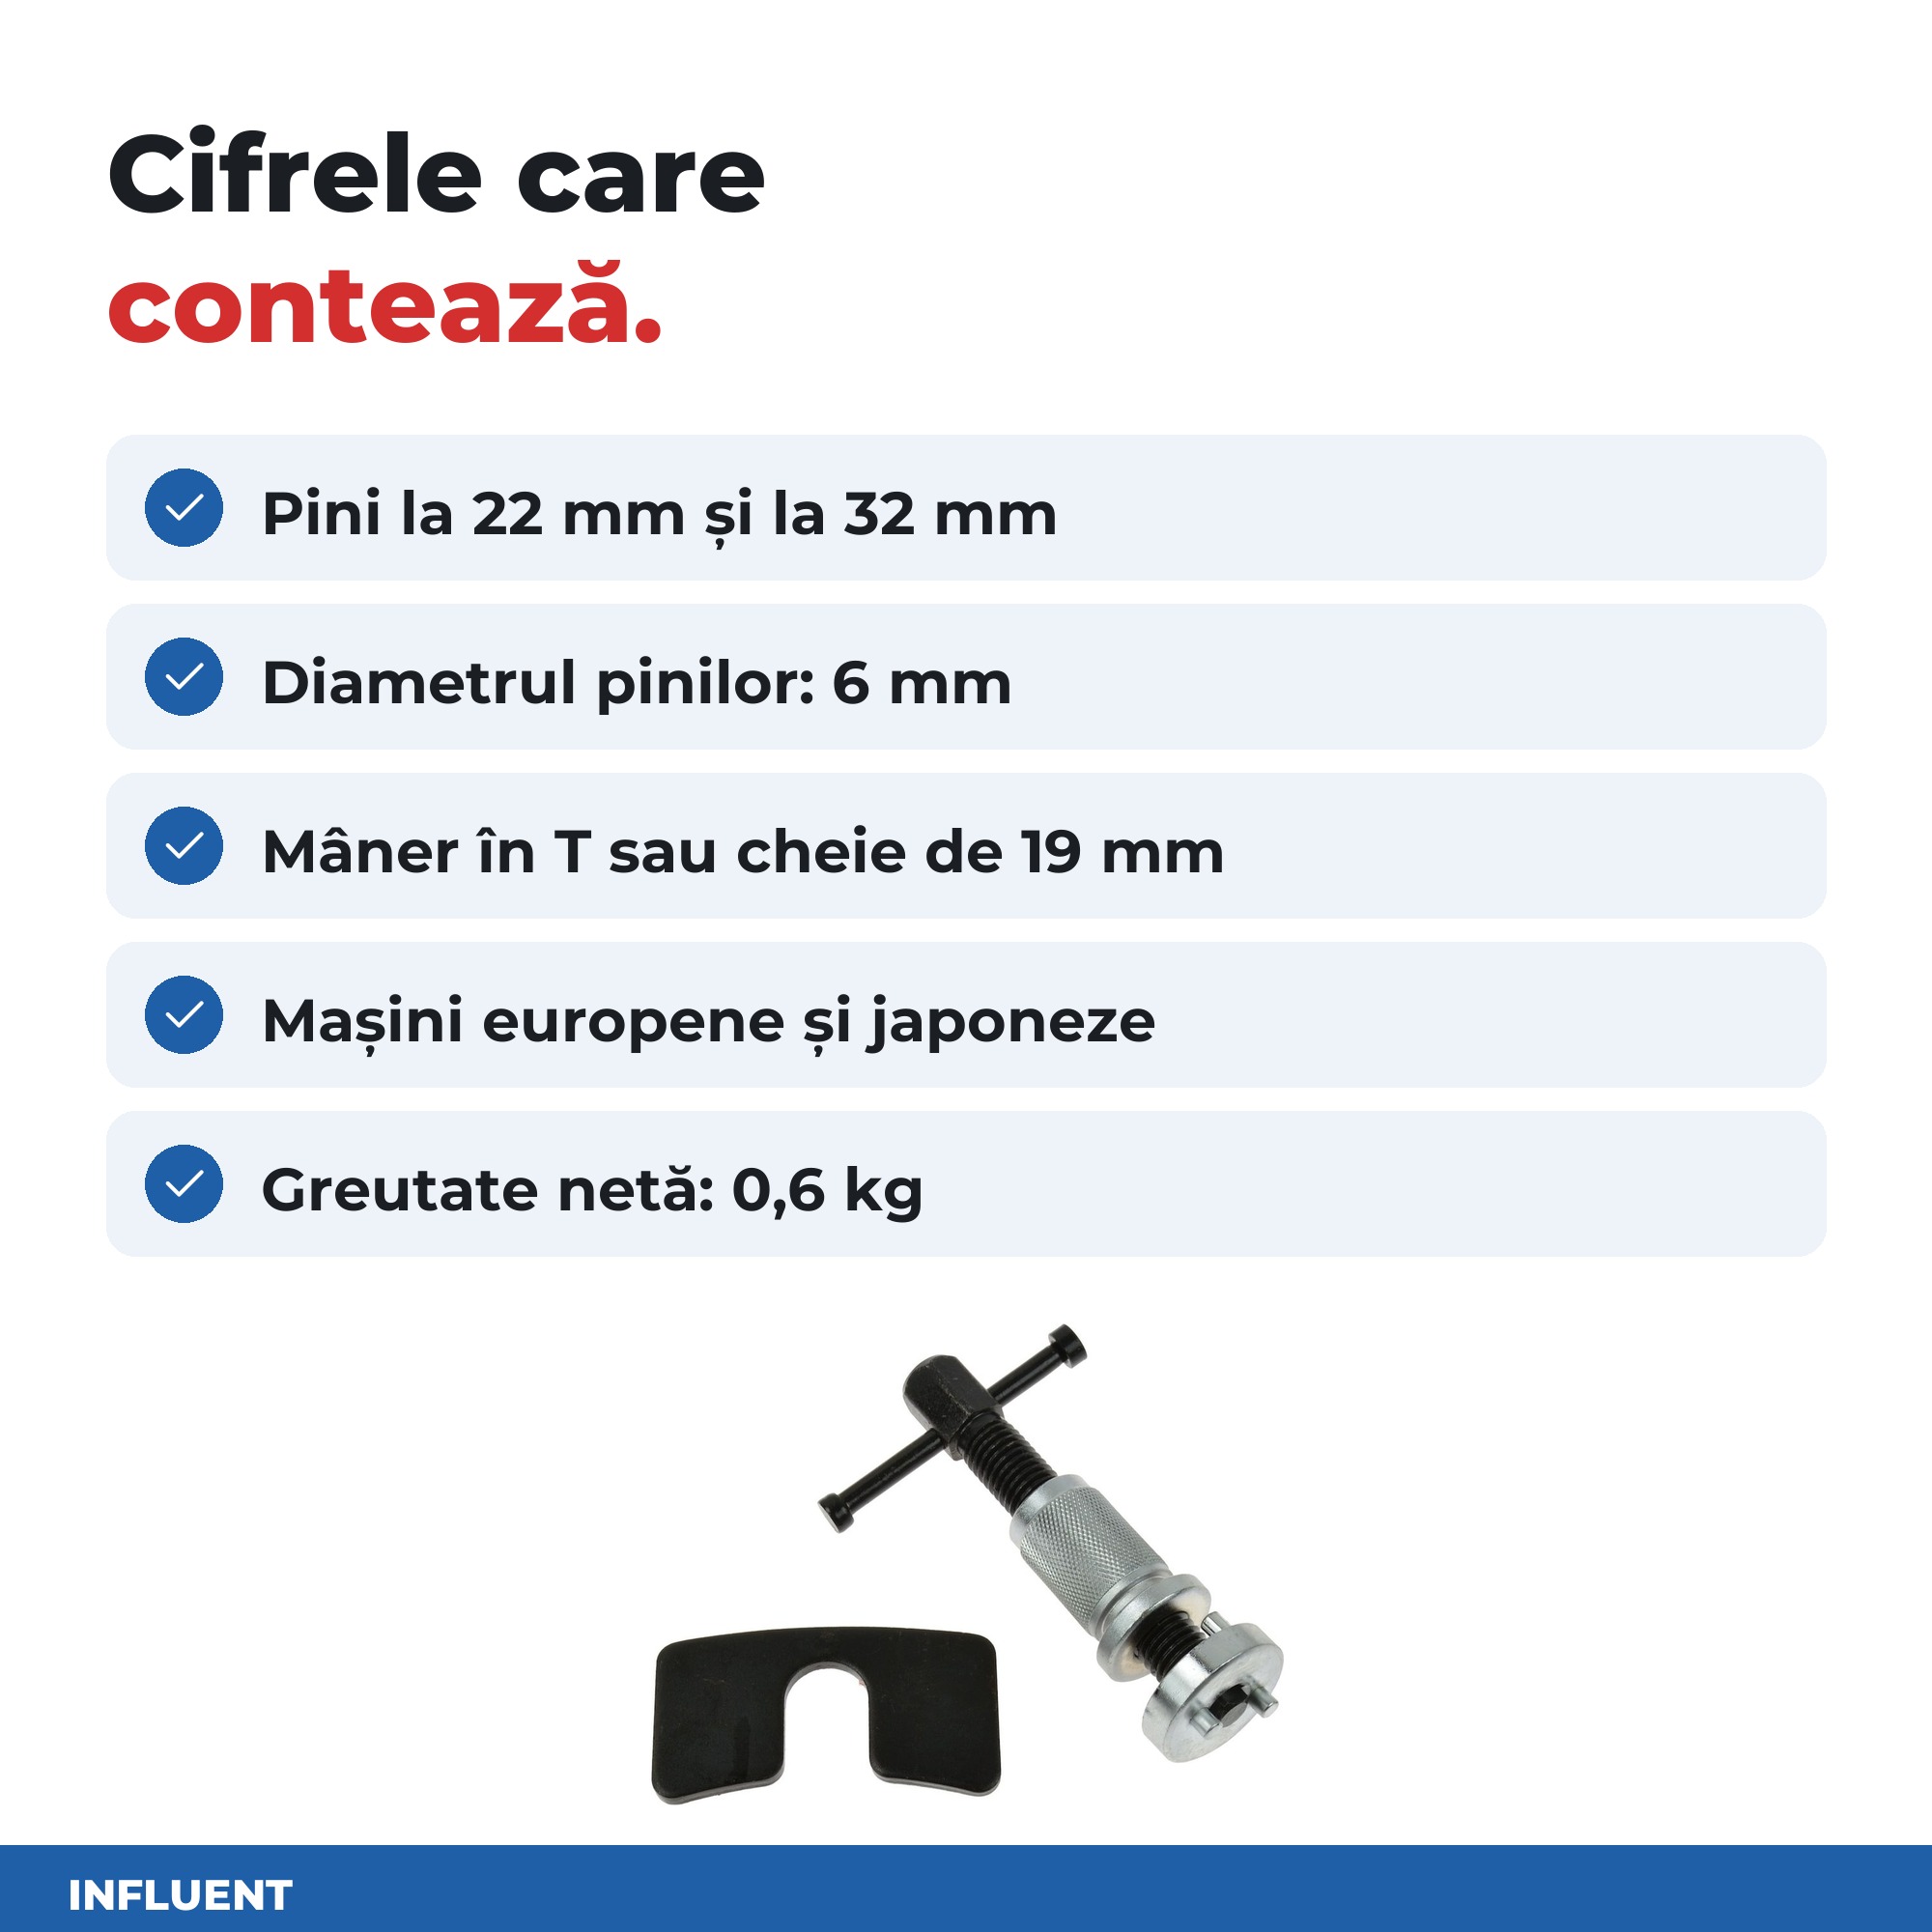 Cifrele care
contează.
Pini la 22 mm și la 32 mm
Diametrul pinilor: 6 mm
Mâner în T sau cheie de 19 mm
Mașini europene și japoneze
Greutate netă: 0,6 kg
INFLUENT